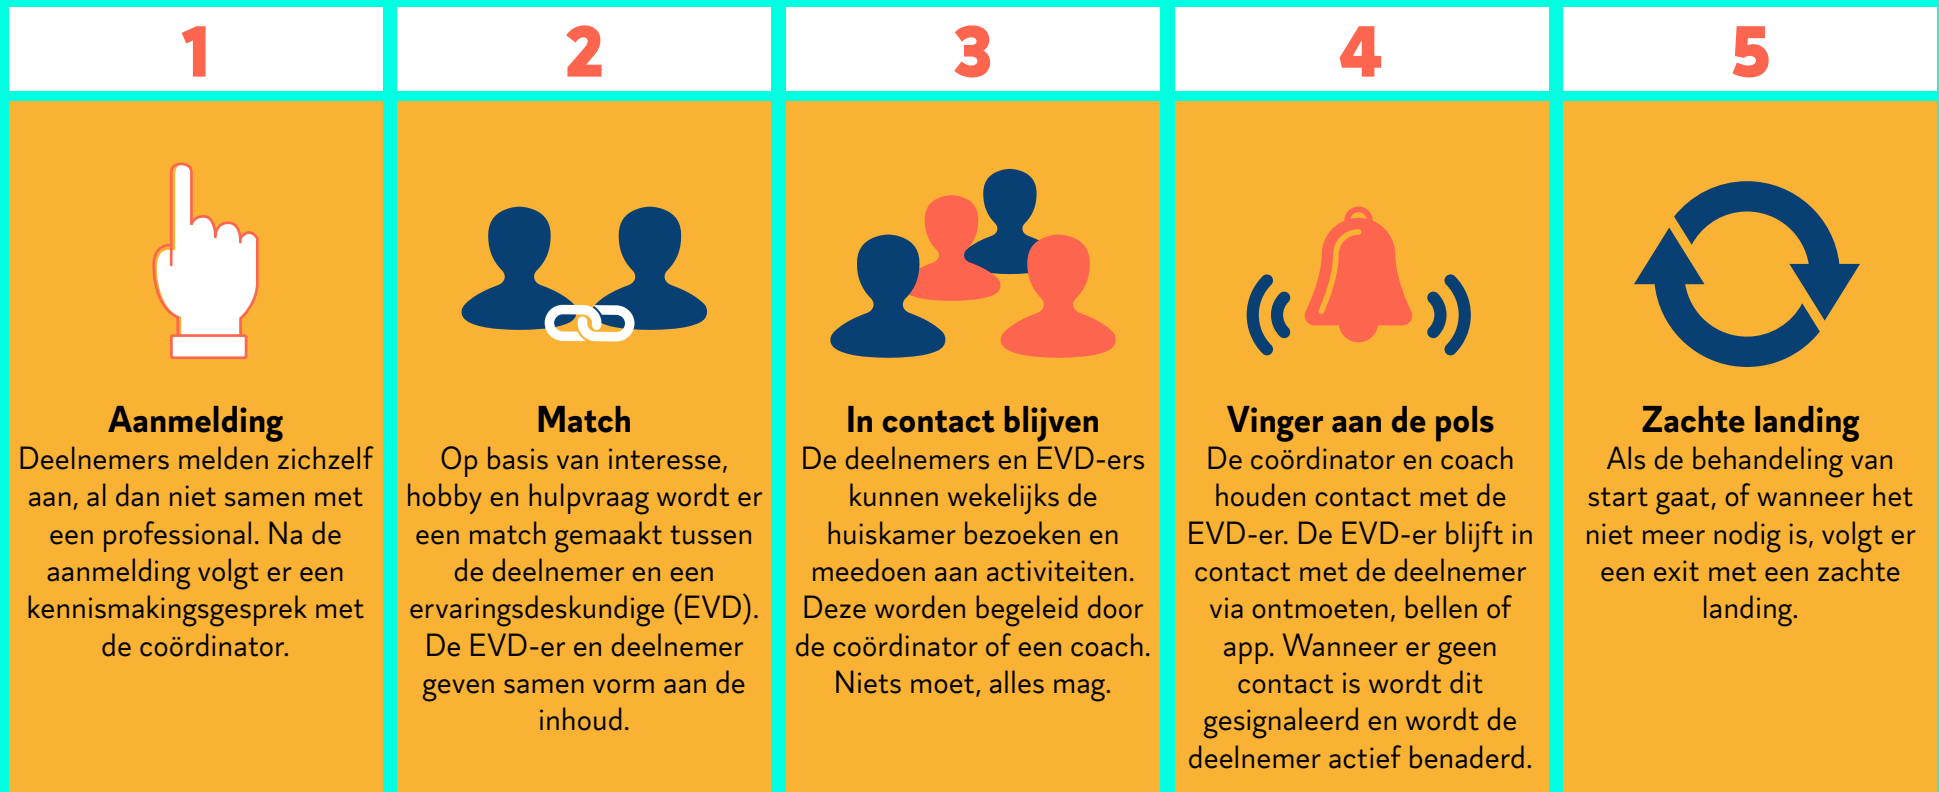 1
Aanmelding
Deelnemers melden zichzelf
aan, al dan niet samen met
een professional. Na de
aanmelding volgt er een
kennismakingsgesprek met
de coördinator.
2
Match
Op basis van interesse,
hobby en hulpvraag wordt er
een match gemaakt tussen
de deelnemer en een
ervaringsdeskundige (EVD).
De EVD-er en deelnemer
geven samen vorm aan de
inhoud.
3
In contact blijven
De deelnemers en EVD-ers
kunnen wekelijks de
huiskamer bezoeken en
meedoen aan activiteiten.
Deze worden begeleid door
de coördinator of een coach.
Niets moet, alles mag.
4
Vinger aan de pols
De coördinator en coach
houden contact met de
EVD-er. De EVD-er blijft in
contact met de deelnemer
via ontmoeten, bellen of
app. Wanneer er geen
contact is wordt dit
gesignaleerd en wordt de
deelnemer actief benaderd.
5
Zachte landing
Als de behandeling van
start gaat, of wanneer het
niet meer nodig is, volgt er
een exit met een zachte
landing.